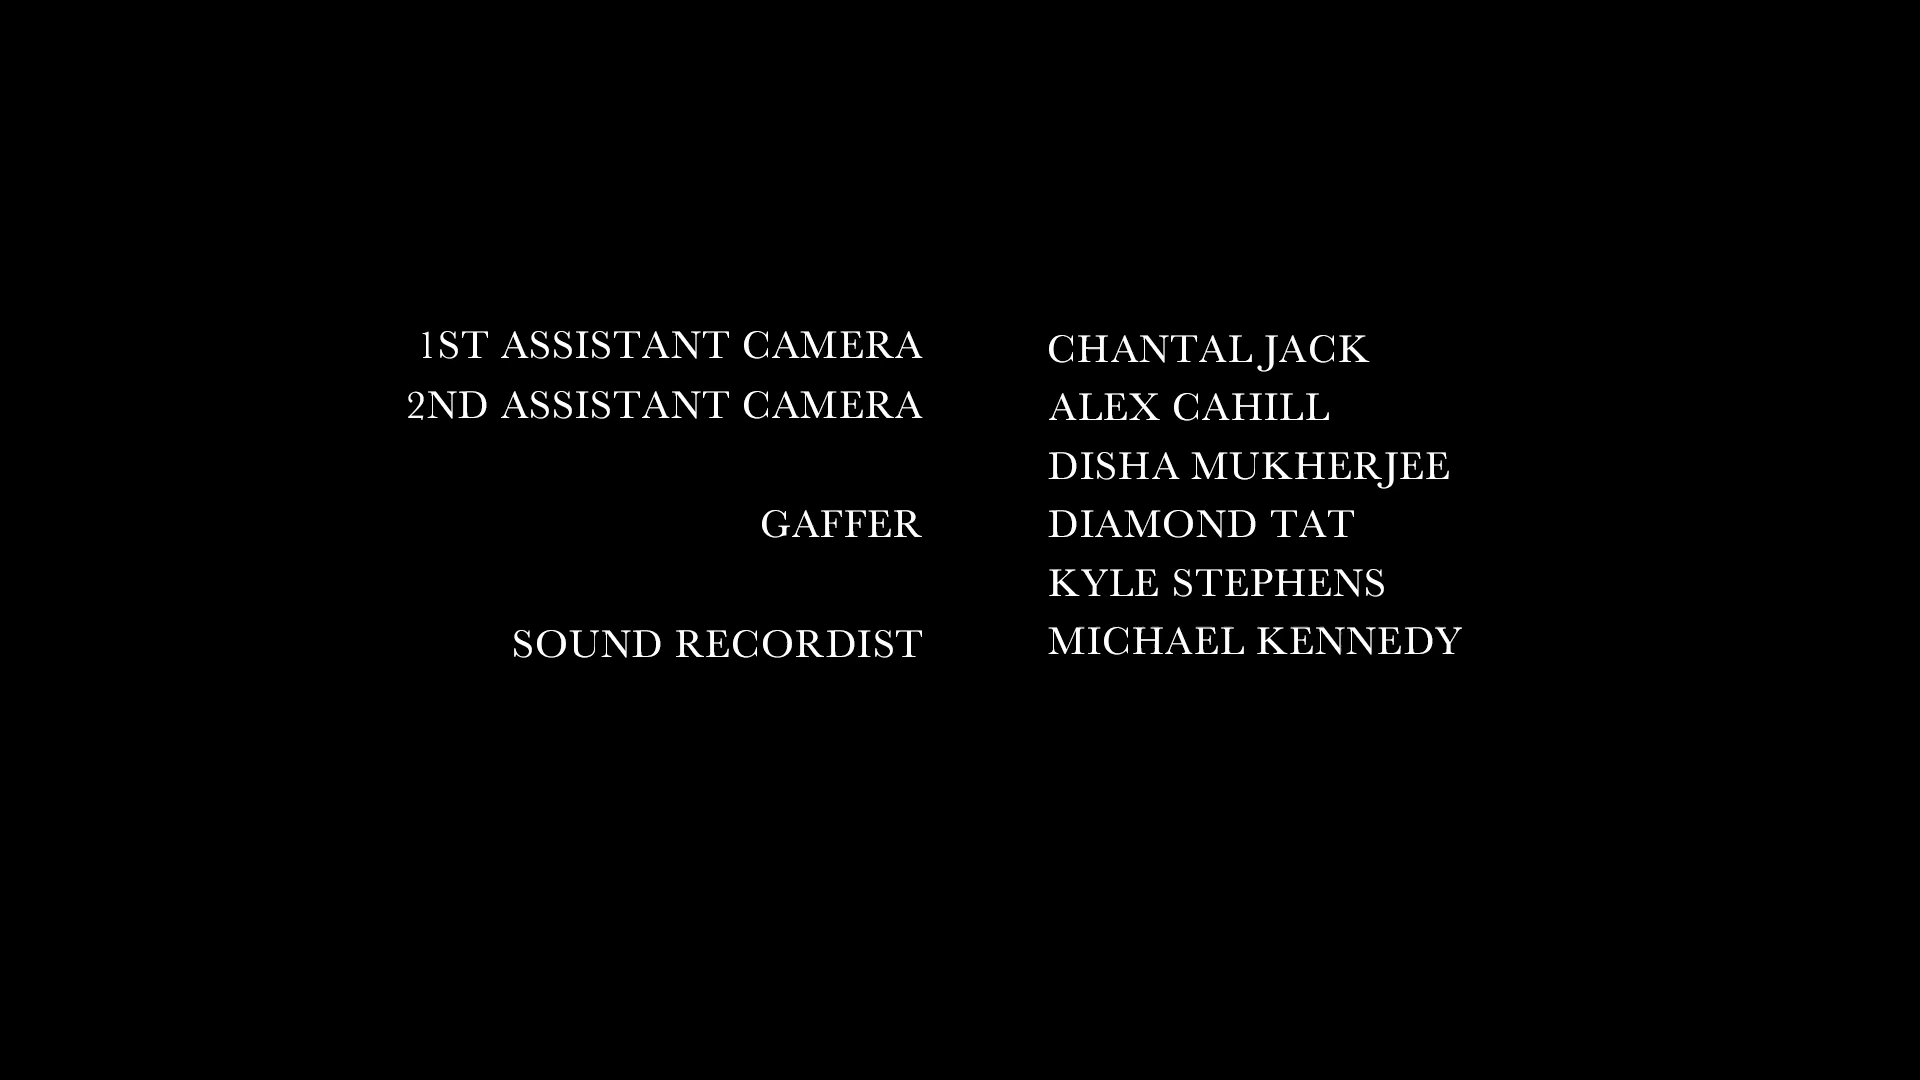 1ST ASSISTANT CAMERA CHANTAL JACK
2ND ASSISTANT CAMERA ALEX CAHILL
DISHA MUKHERJEE
GAFFER DIAMOND TAT
KYLE STEPHENS
SOUND RECORDIST MICHAEL KENNEDY